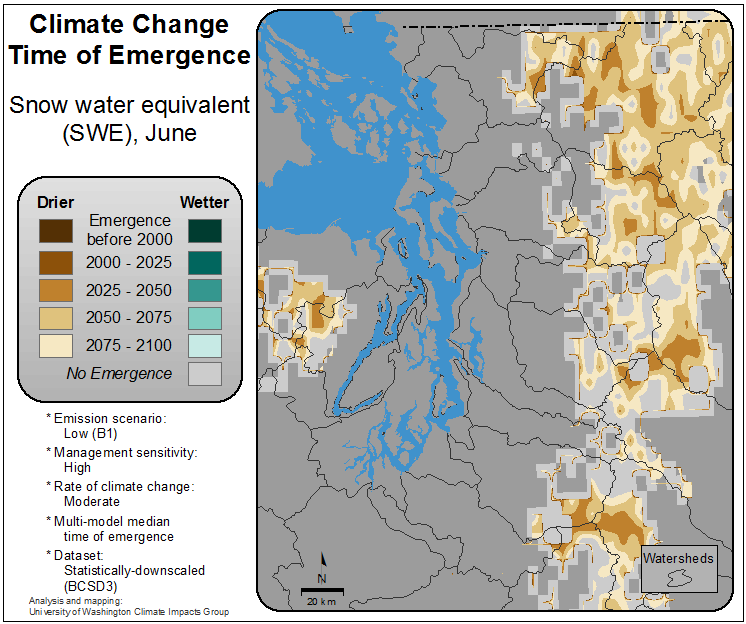 Climate Change
Time of Emergence
Snow water equivalent
(SWE), June
Drier
Wetter
Emergence
before 2000
2000 - 2025
2025 - 2050
2050 - 2075
2075 - 2100
No Emergence
* Emission scenario:
Low (B1)
* Management sensitivity:
High
* Rate of climate change:
Moderate
* Multi-model median
time of emergence
* Dataset:
Statistically-downscaled
(BCSD3)
Analysis and mapping:
University of Washington Climate Impacts Group
N
20 km
Watersheds